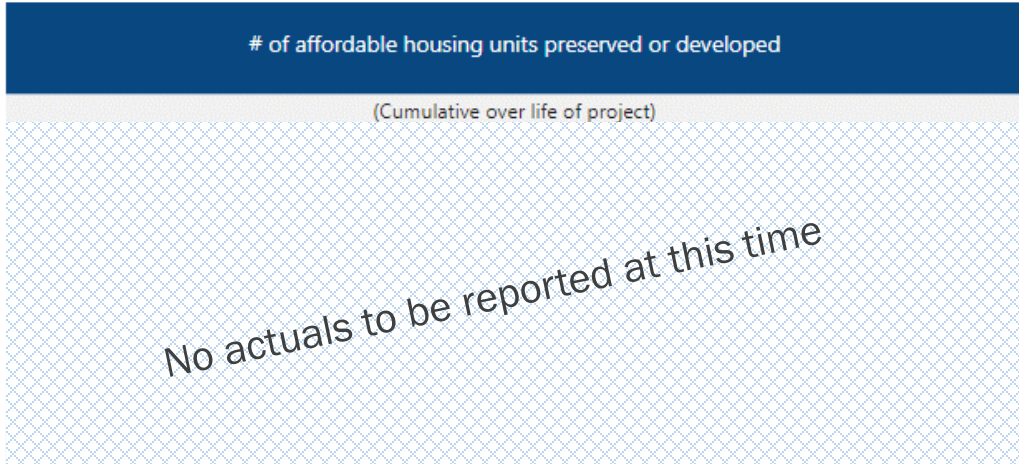 # of affordable housing units preserved or developed
(Cumulative over life of project)
No actuals to be reported at this time